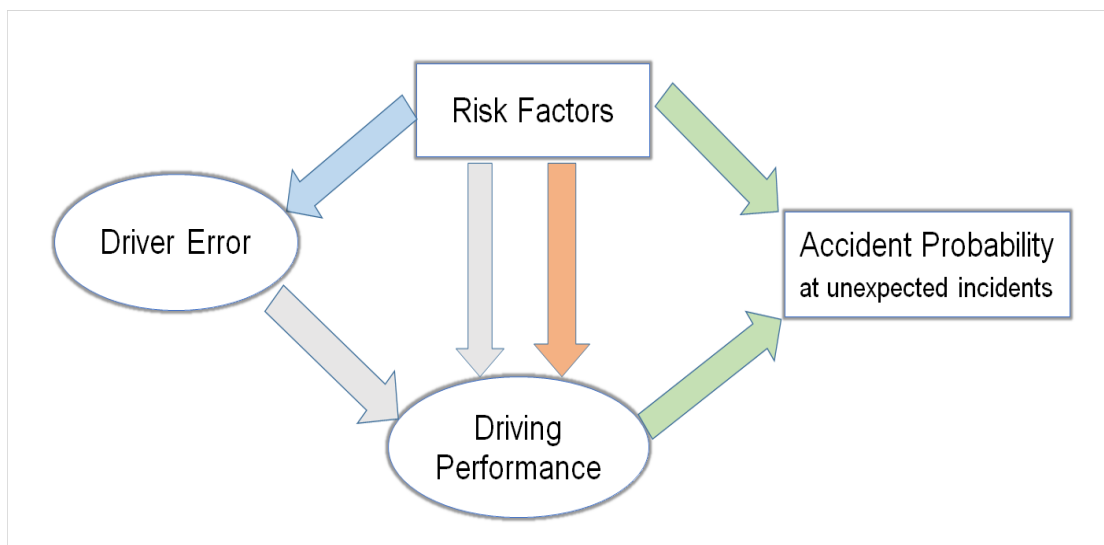 Risk Factors
Driver Error
Accident Probability
at unexpected incidents
Driving
Performance